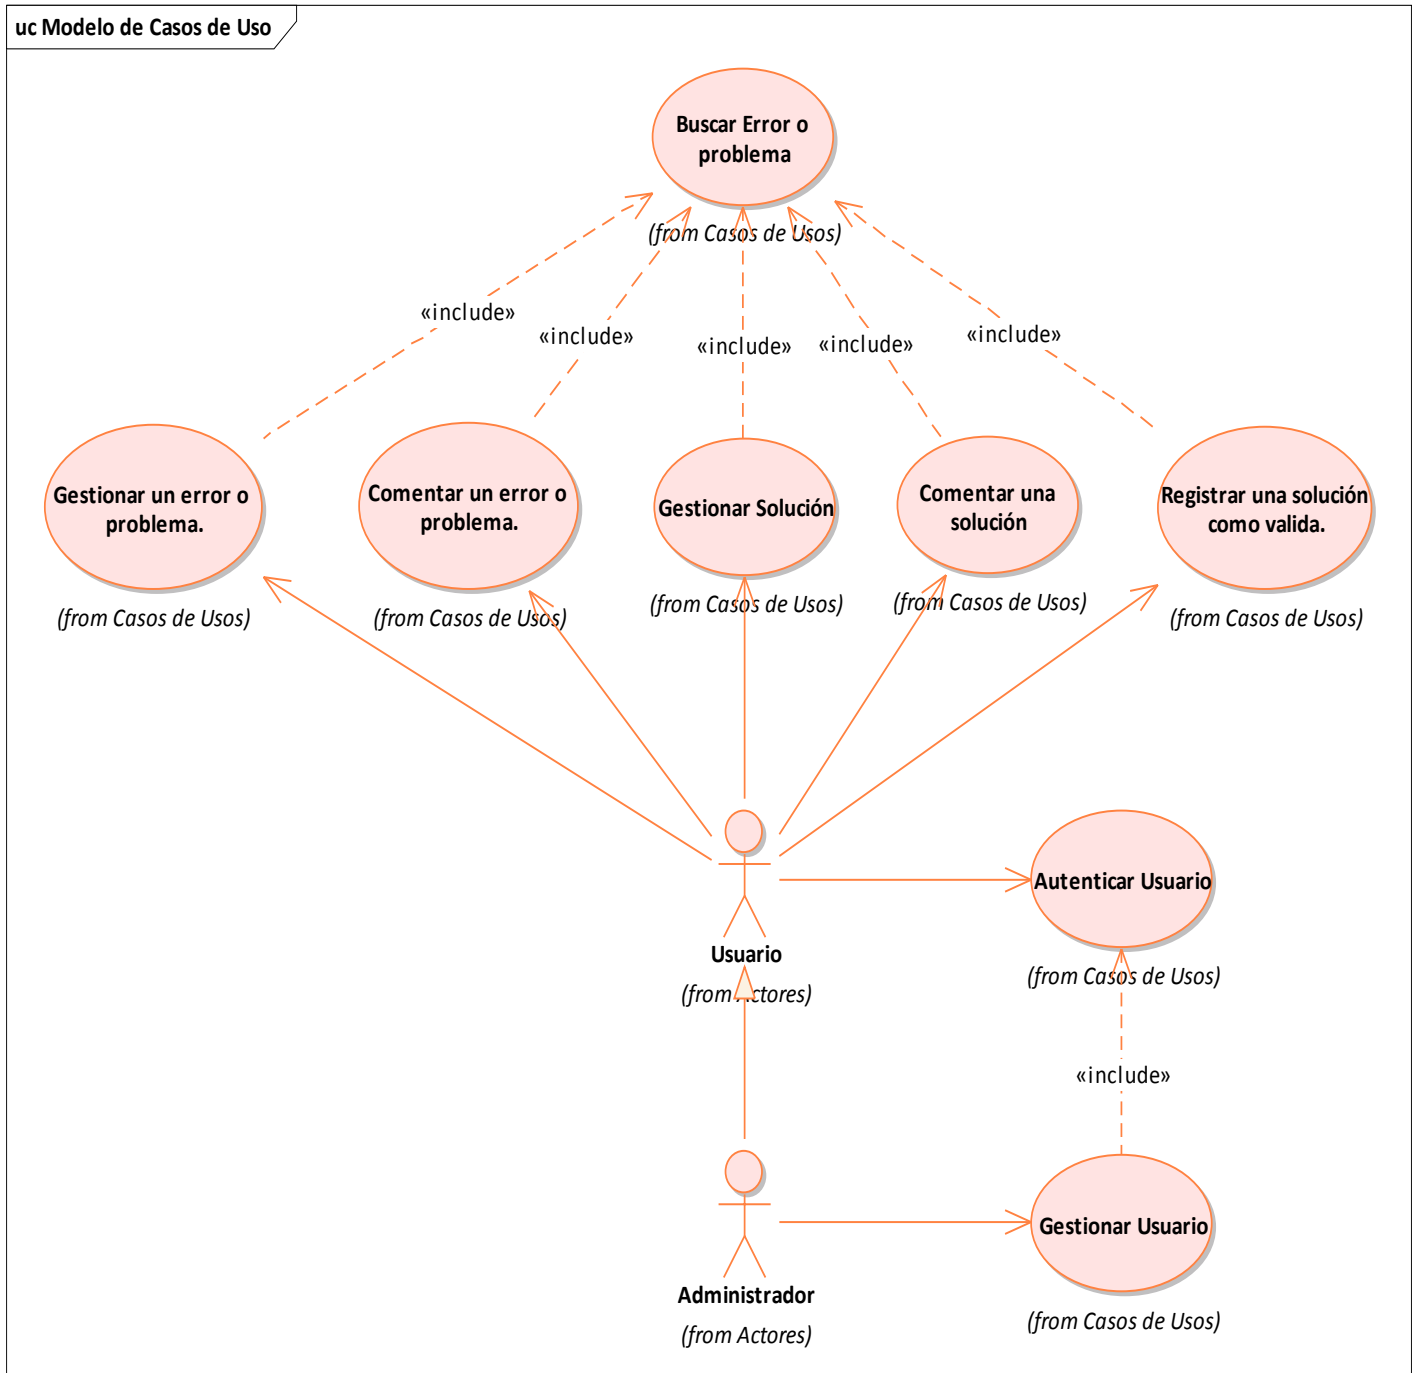 uc Modelo de Casos de Uso
Buscar Error o
problema
(from Casos de Usos)
«include»
«include»
«include»
«include»
«include»
Gestionar un error o
problema.
(from Casos de Usos)
Comentar un error o
problema.
(from Casos de Usos)
Gestionar Solución
(from Casos de Usos)
Comentar una
solución
(from Casos de Usos)
Registrar una solución
como valida.
(from Casos de Usos)
Usuario
(from Actores)
Autenticar Usuario
(from Casos de Usos)
«include»
Administrador
(from Actores)
Gestionar Usuario
(from Casos de Usos)